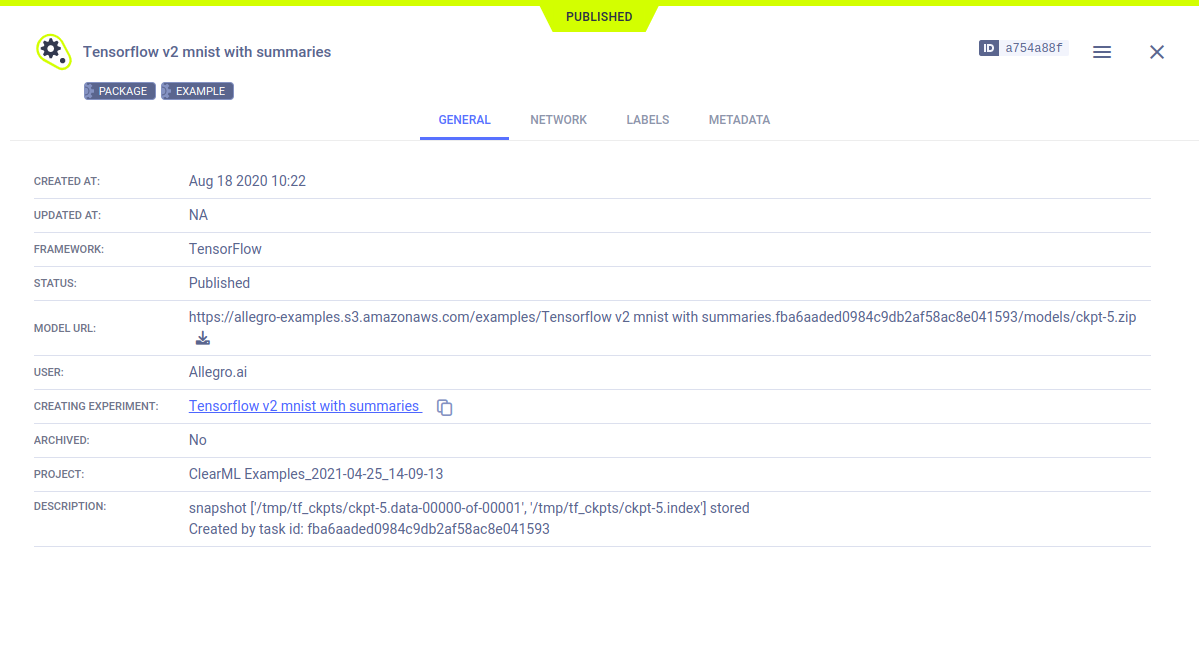 PUBLISHED
Tensorflow v2 mnist with summaries
ID a754a88f
PACKAGE EXAMPLE
GENERAL NETWORK LABELS METADATA
CREATED AT: Aug 18 2020 10:22
UPDATED AT: NA
FRAMEWORK: TensorFlow
STATUS: Published
MODEL URL: https://allegro-examples.s3.amazonaws.com/examples/Tensorflow v2 mnist with summaries.fba6aaded0984c9db2af58ac8e041593/models/ckpt-5.zip
USER: Allegro.ai
CREATING EXPERIMENT: Tensorflow v2 mnist with summaries
ARCHIVED: No
PROJECT: ClearML Examples_2021-04-25_14-09-13
DESCRIPTION: snapshot ['/tmp/tf_ckpts/ckpt-5.data-00000-of-00001', '/tmp/tf_ckpts/ckpt-5.index'] stored
Created by task id: fba6aaded0984c9db2af58ac8e041593